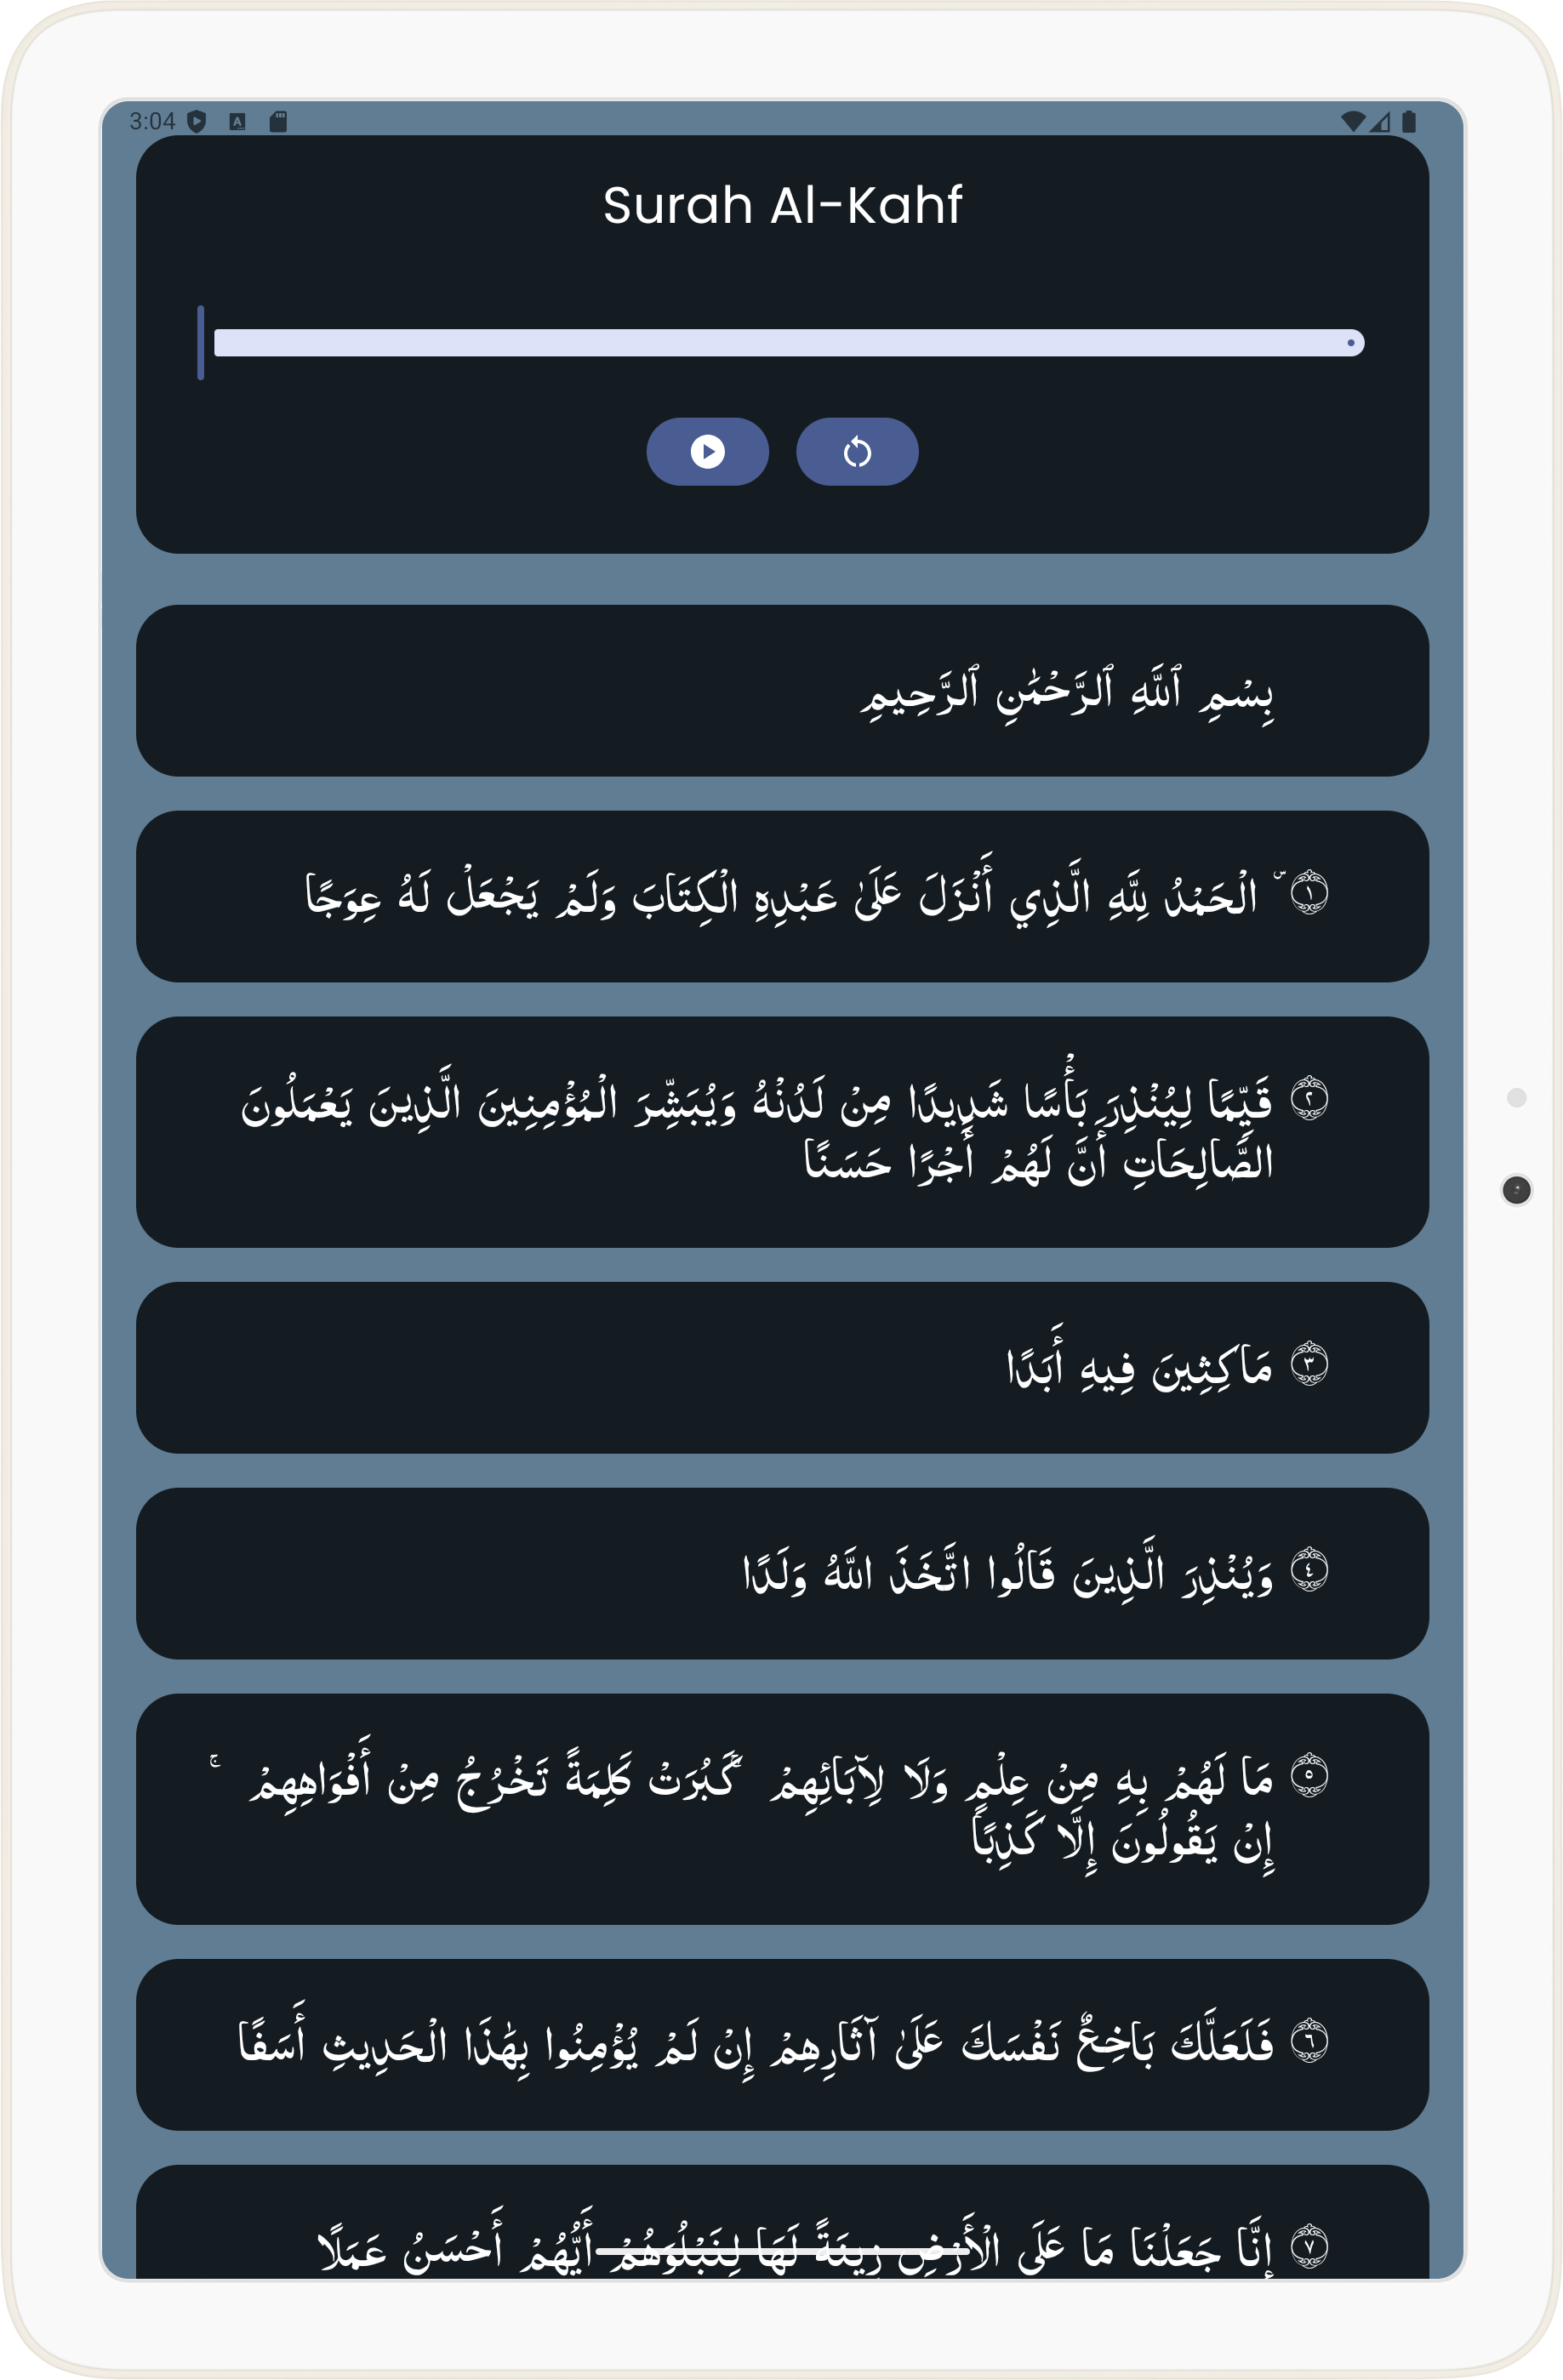 3:04
Surah Al-Kahf
بِسْمِ ٱللَّهِ ٱلرَّحْمَٰنِ ٱلرَّحِيمِ
١ ۜ الْحَمْدُ لِلَّهِ الَّذِي أَنْزَلَ عَلَىٰ عَبْدِهِ الْكِتَابَ وَلَمْ يَجْعَلْ لَهُ عِوَجًا
٢ قَيِّمًا لِيُنْذِرَ بَأْسًا شَدِيدًا مِنْ لَدُنْهُ وَيُبَشِّرَ الْمُؤْمِنِينَ الَّذِينَ يَعْمَلُونَ
الصَّالِحَاتِ أَنَّ لَهُمْ أَجْرًا حَسَنًا
٣ مَاكِثِينَ فِيهِ أَبَدًا
٤ وَيُنْذِرَ الَّذِينَ قَالُوا اتَّخَذَ اللَّهُ وَلَدًا
٥ مَا لَهُمْ بِهِ مِنْ عِلْمٍ وَلَا لِآبَائِهِمْ ۚ كَبُرَتْ كَلِمَةً تَخْرُجُ مِنْ أَفْوَاهِهِمْ ۚ
إِنْ يَقُولُونَ إِلَّا كَذِبًا
٦ فَلَعَلَّكَ بَاخِعٌ نَفْسَكَ عَلَىٰ آثَارِهِمْ إِنْ لَمْ يُؤْمِنُوا بِهَٰذَا الْحَدِيثِ أَسَفًا
٧ إِنَّا جَعَلْنَا مَا عَلَى الْأَرْضِ زِينَةً لَهَا لِنَبْلُوَهُمْ أَيُّهُمْ أَحْسَنُ عَمَلًا